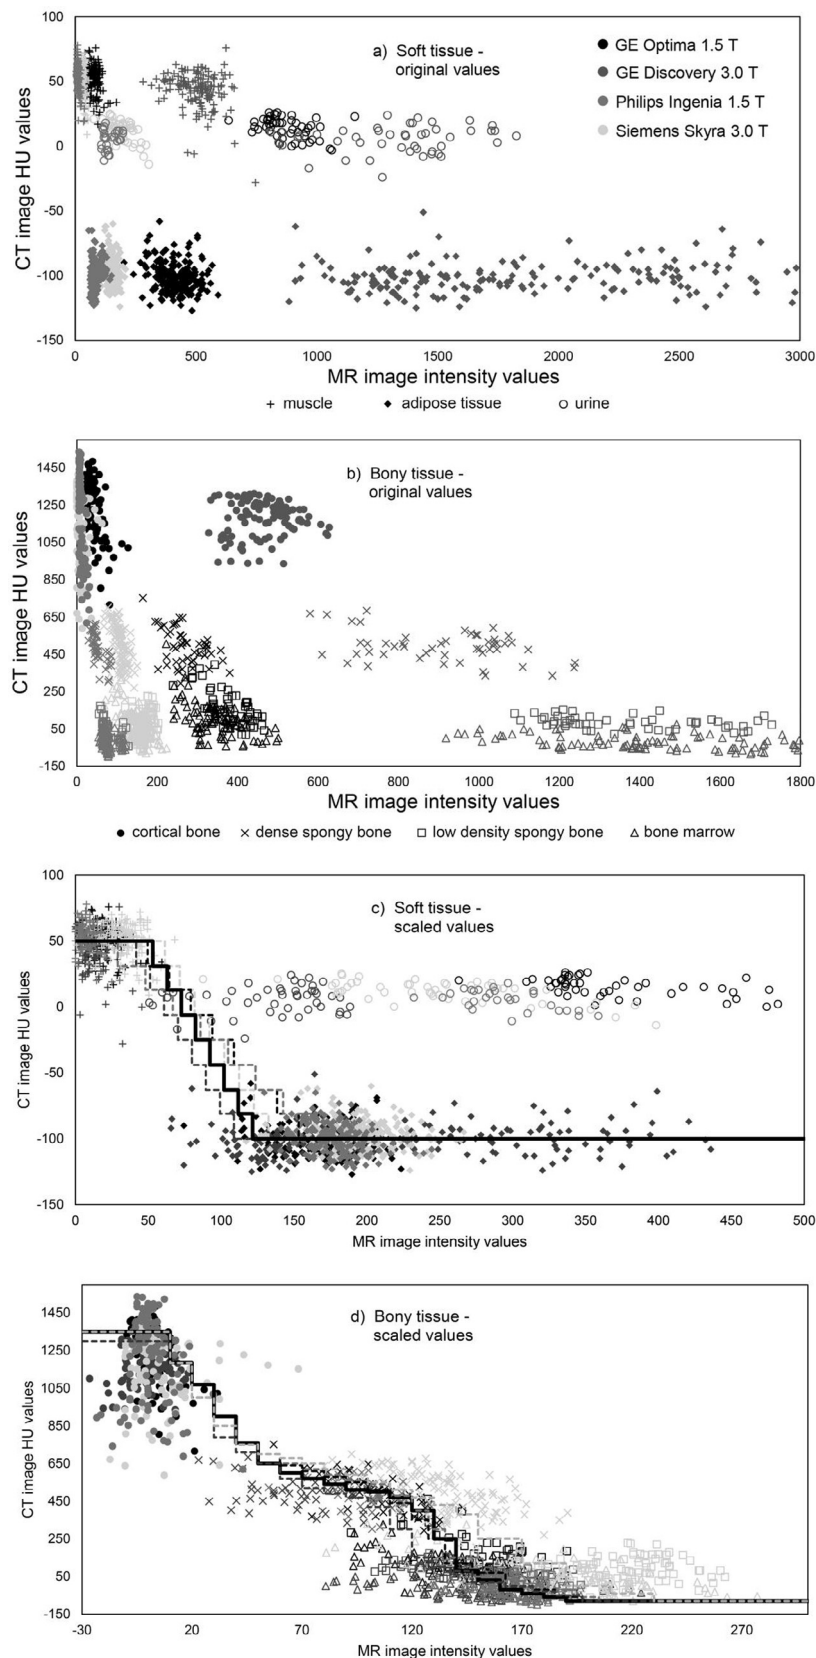 100
50
0
-50
-100
-150
CT image HU values
a) Soft tissue -
original values
GE Optima 1.5 T
GE Discovery 3.0 T
Philips Ingenia 1.5 T
Siemens Skyra 3.0 T
0 500 1000 1500 2000 2500 3000
MR image intensity values
+ muscle ◆ adipose tissue ○ urine
1450
1250
1050
850
650
450
250
50
-150
CT image HU values
b) Bony tissue -
original values
0 200 400 600 800 1000 1200 1400 1600 1800
MR image intensity values
● cortical bone × dense spongy bone □ low density spongy bone △ bone marrow
100
50
0
-50
-100
-150
CT image HU values
c) Soft tissue -
scaled values
0 50 100 150 200 250 300 350 400 450 500
MR image intensity values
1450
1250
1050
850
650
450
250
50
-150
CT image HU values
d) Bony tissue -
scaled values
-30 20 70 120 170 220 270
MR image intensity values